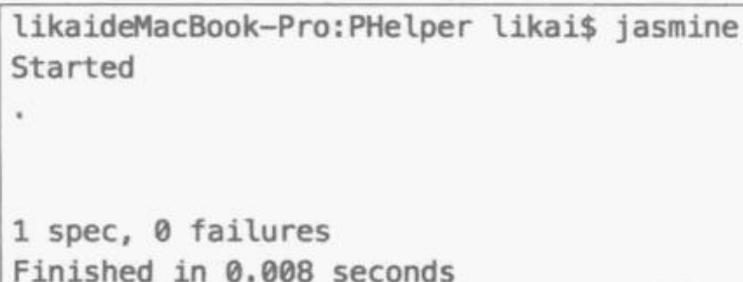 likaideMacBook-Pro:PHelper likai$ jasmine
Started
.
1 spec, 0 failures
Finished in 0.008 seconds